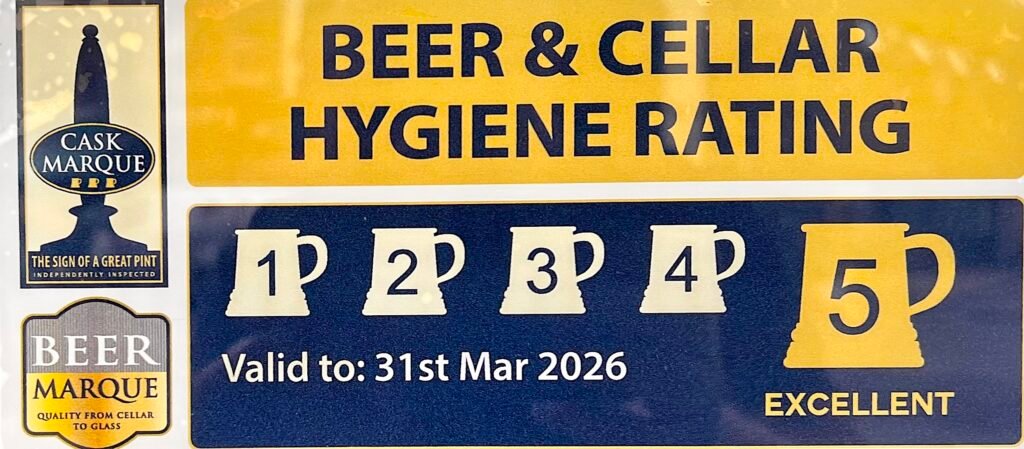 CASK
MARQUE
THE SIGN OF A GREAT PINT
INDEPENDENTLY INSPECTED
BEER
MARQUE
QUALITY FROM CELLAR
TO GLASS
BEER & CELLAR
HYGIENE RATING
1 2 3 4 5
Valid to: 31st Mar 2026
EXCELLENT